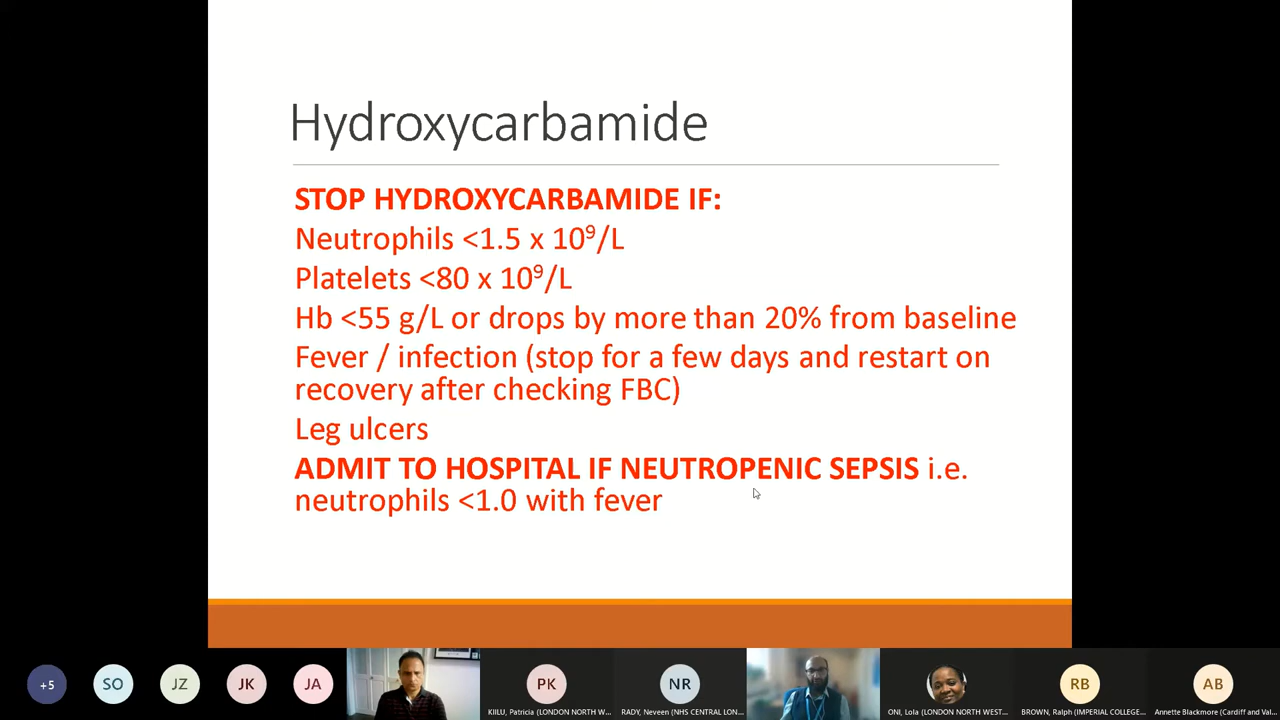 Hydroxycarbamide
STOP HYDROXYCARBAMIDE IF:
Neutrophils <1.5 x 10⁹/L
Platelets <80 x 10⁹/L
Hb <55 g/L or drops by more than 20% from baseline
Fever / infection (stop for a few days and restart on
recovery after checking FBC)
Leg ulcers
ADMIT TO HOSPITAL IF NEUTROPENIC SEPSIS i.e.
neutrophils <1.0 with fever
+5
SO
JZ
JK
JA
PK
NR
RB
AB
KIILU, Patricia (LONDON NORTH W...
RADY, Neveen (NHS CENTRAL LON...
ONI, Lola (LONDON NORTH WEST...
BROWN, Ralph (IMPERIAL COLLEGE...
Annette Blackmore (Cardiff and Val...